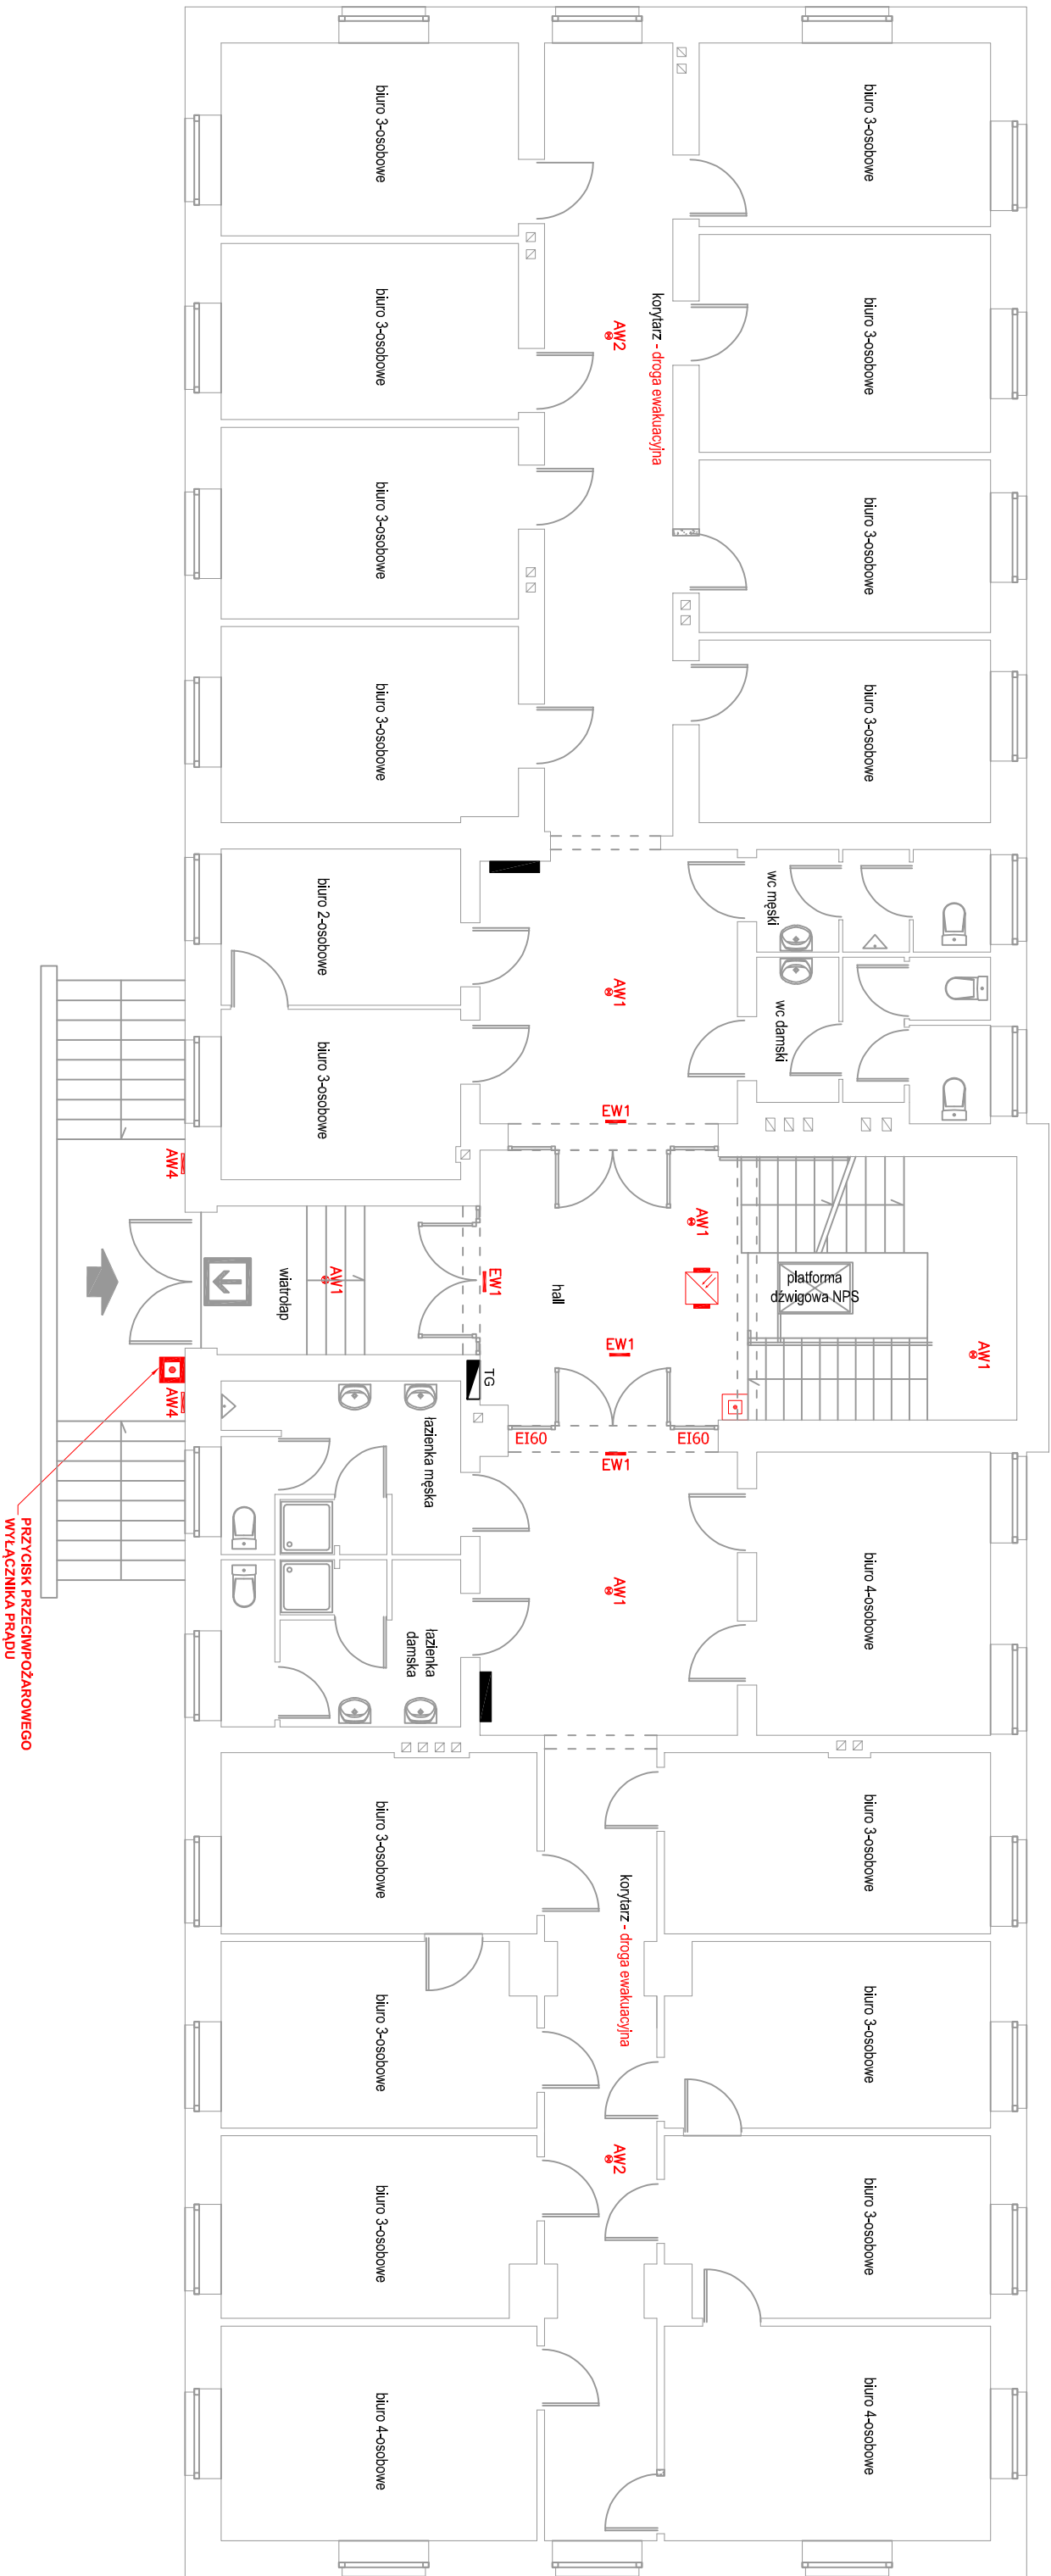 biuro 3-osobowe
biuro 3-osobowe
biuro 3-osobowe
biuro 3-osobowe
wc męski
wc damski
platforma
dźwigowa NPS
AW1
biuro 4-osobowe
biuro 3-osobowe
biuro 3-osobowe
biuro 3-osobowe
biuro 4-osobowe
korytarz - droga ewakuacyjna
AW2
AW1
EW1
AW1
hall
EW1
EI60
EI60
EW1
AW1
korytarz - droga ewakuacyjna
AW2
biuro 3-osobowe
biuro 3-osobowe
biuro 3-osobowe
biuro 3-osobowe
biuro 2-osobowe
biuro 3-osobowe
EW1
AW1
wiatrołap
TG
łazienka męska
łazienka
damska
biuro 3-osobowe
biuro 3-osobowe
biuro 3-osobowe
biuro 4-osobowe
AW4
AW4
PRZYCISK PRZECIWPOŻAROWEGO
WYŁĄCZNIKA PRĄDU